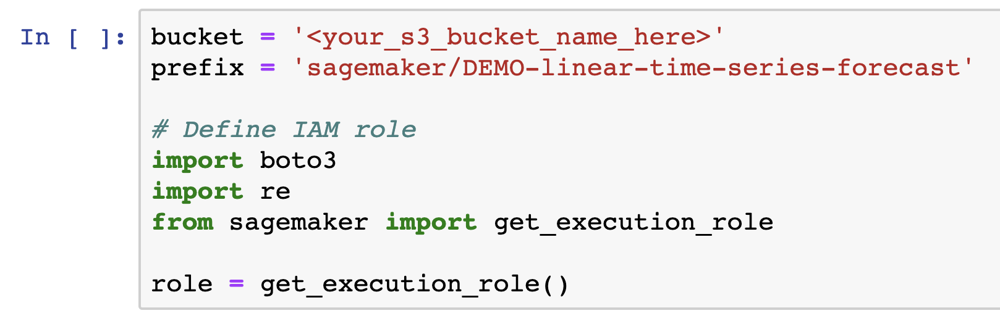 In [ ]: bucket = '<your_s3_bucket_name_here>'
prefix = 'sagemaker/DEMO-linear-time-series-forecast'
# Define IAM role
import boto3
import re
from sagemaker import get_execution_role
role = get_execution_role()